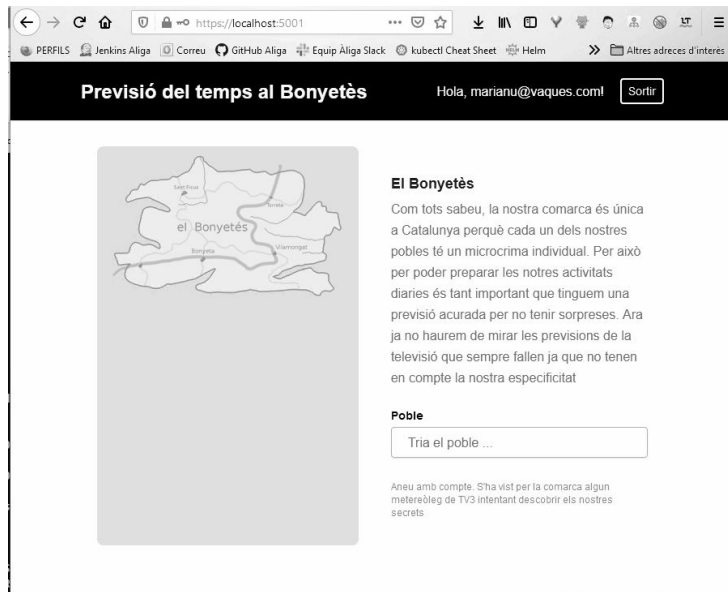 https://localhost:5001
PERFILS Jenkins Aliga Correu GitHub Aliga Equip Àliga Slack kubectl Cheat Sheet Helm Altres adreces d'interès
Previsió del temps al Bonyetès Hola, marianu@vaques.com! Sortir
Sant Pous
Torreta
el Bonyetés
Bonyeta
Vilamongat
El Bonyetès
Com tots sabeu, la nostra comarca és única
a Catalunya perquè cada un dels nostres
pobles té un microcrima individual. Per això
per poder preparar les notres activitats
diaries és tant important que tinguem una
previsió acurada per no tenir sorpreses. Ara
ja no haurem de mirar les previsions de la
televisió que sempre fallen ja que no tenen
en compte la nostra especificitat
Poble
Tria el poble ...
Aneu amb compte. S'ha vist per la comarca algun
metereòleg de TV3 intentant descobrir els nostres
secrets